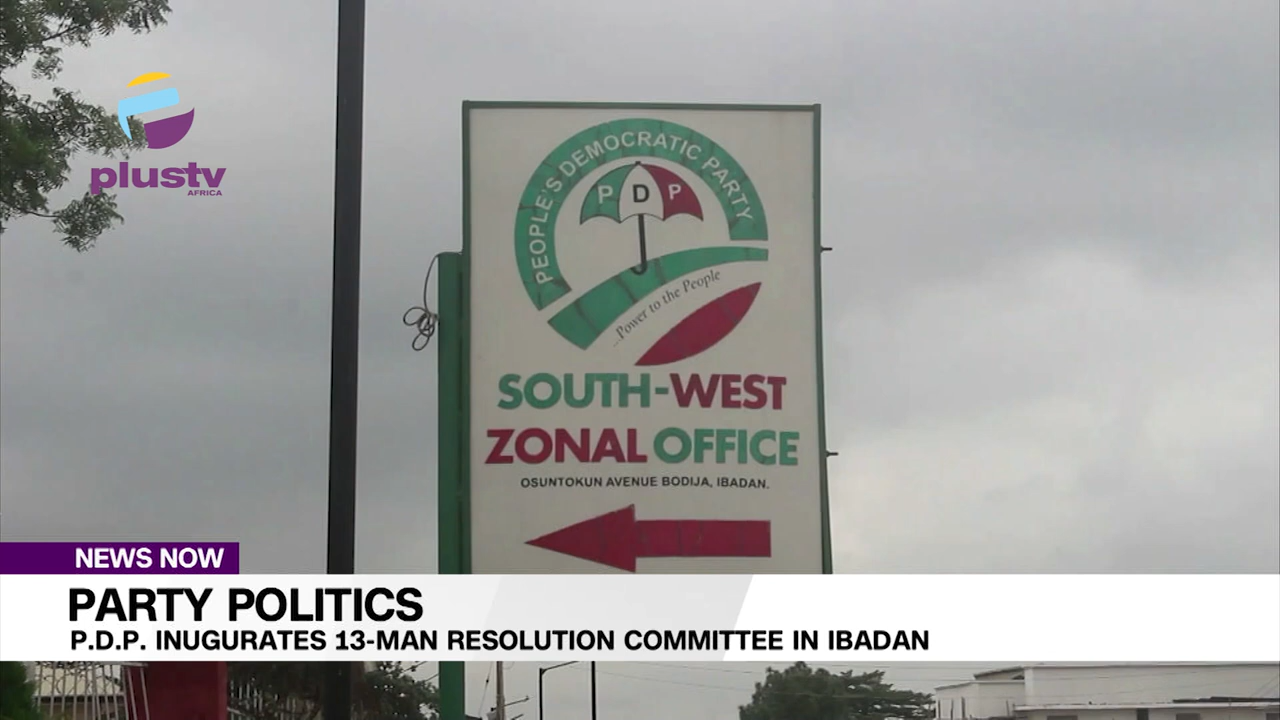 plustv
AFRICA
PEOPLE'S DEMOCRATIC PARTY
P D P
...Power to the People
SOUTH-WEST
ZONAL OFFICE
OSUNTOKUN AVENUE BODIJA, IBADAN.
NEWS NOW
PARTY POLITICS
P.D.P. INUGURATES 13-MAN RESOLUTION COMMITTEE IN IBADAN